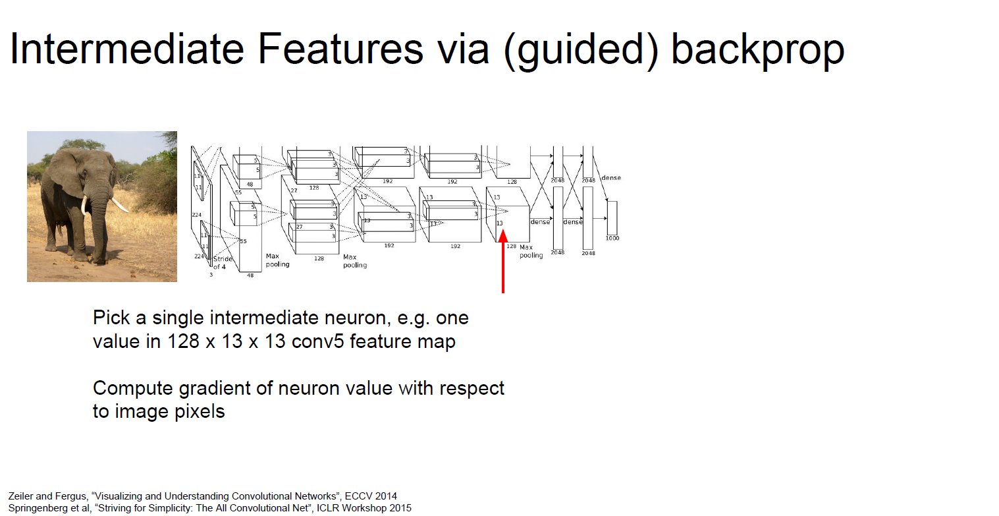 Intermediate Features via (guided) backprop
11
11
224
11
11
224
3
Stride
of 4
5
5
48
55
5
5
55
48
Max
pooling
3
3
3
128
27
3
3
27
3
3
128
Max
pooling
3
3
192
13
3
13
3
192
3
3
192
13
3
3
13
192
128
13
13
128
Max
pooling
2048
2048
dense
dense
dense
1000
2048
2048
Pick a single intermediate neuron, e.g. one
value in 128 x 13 x 13 conv5 feature map
Compute gradient of neuron value with respect
to image pixels
Zeiler and Fergus, “Visualizing and Understanding Convolutional Networks”, ECCV 2014
Springenberg et al, “Striving for Simplicity: The All Convolutional Net”, ICLR Workshop 2015